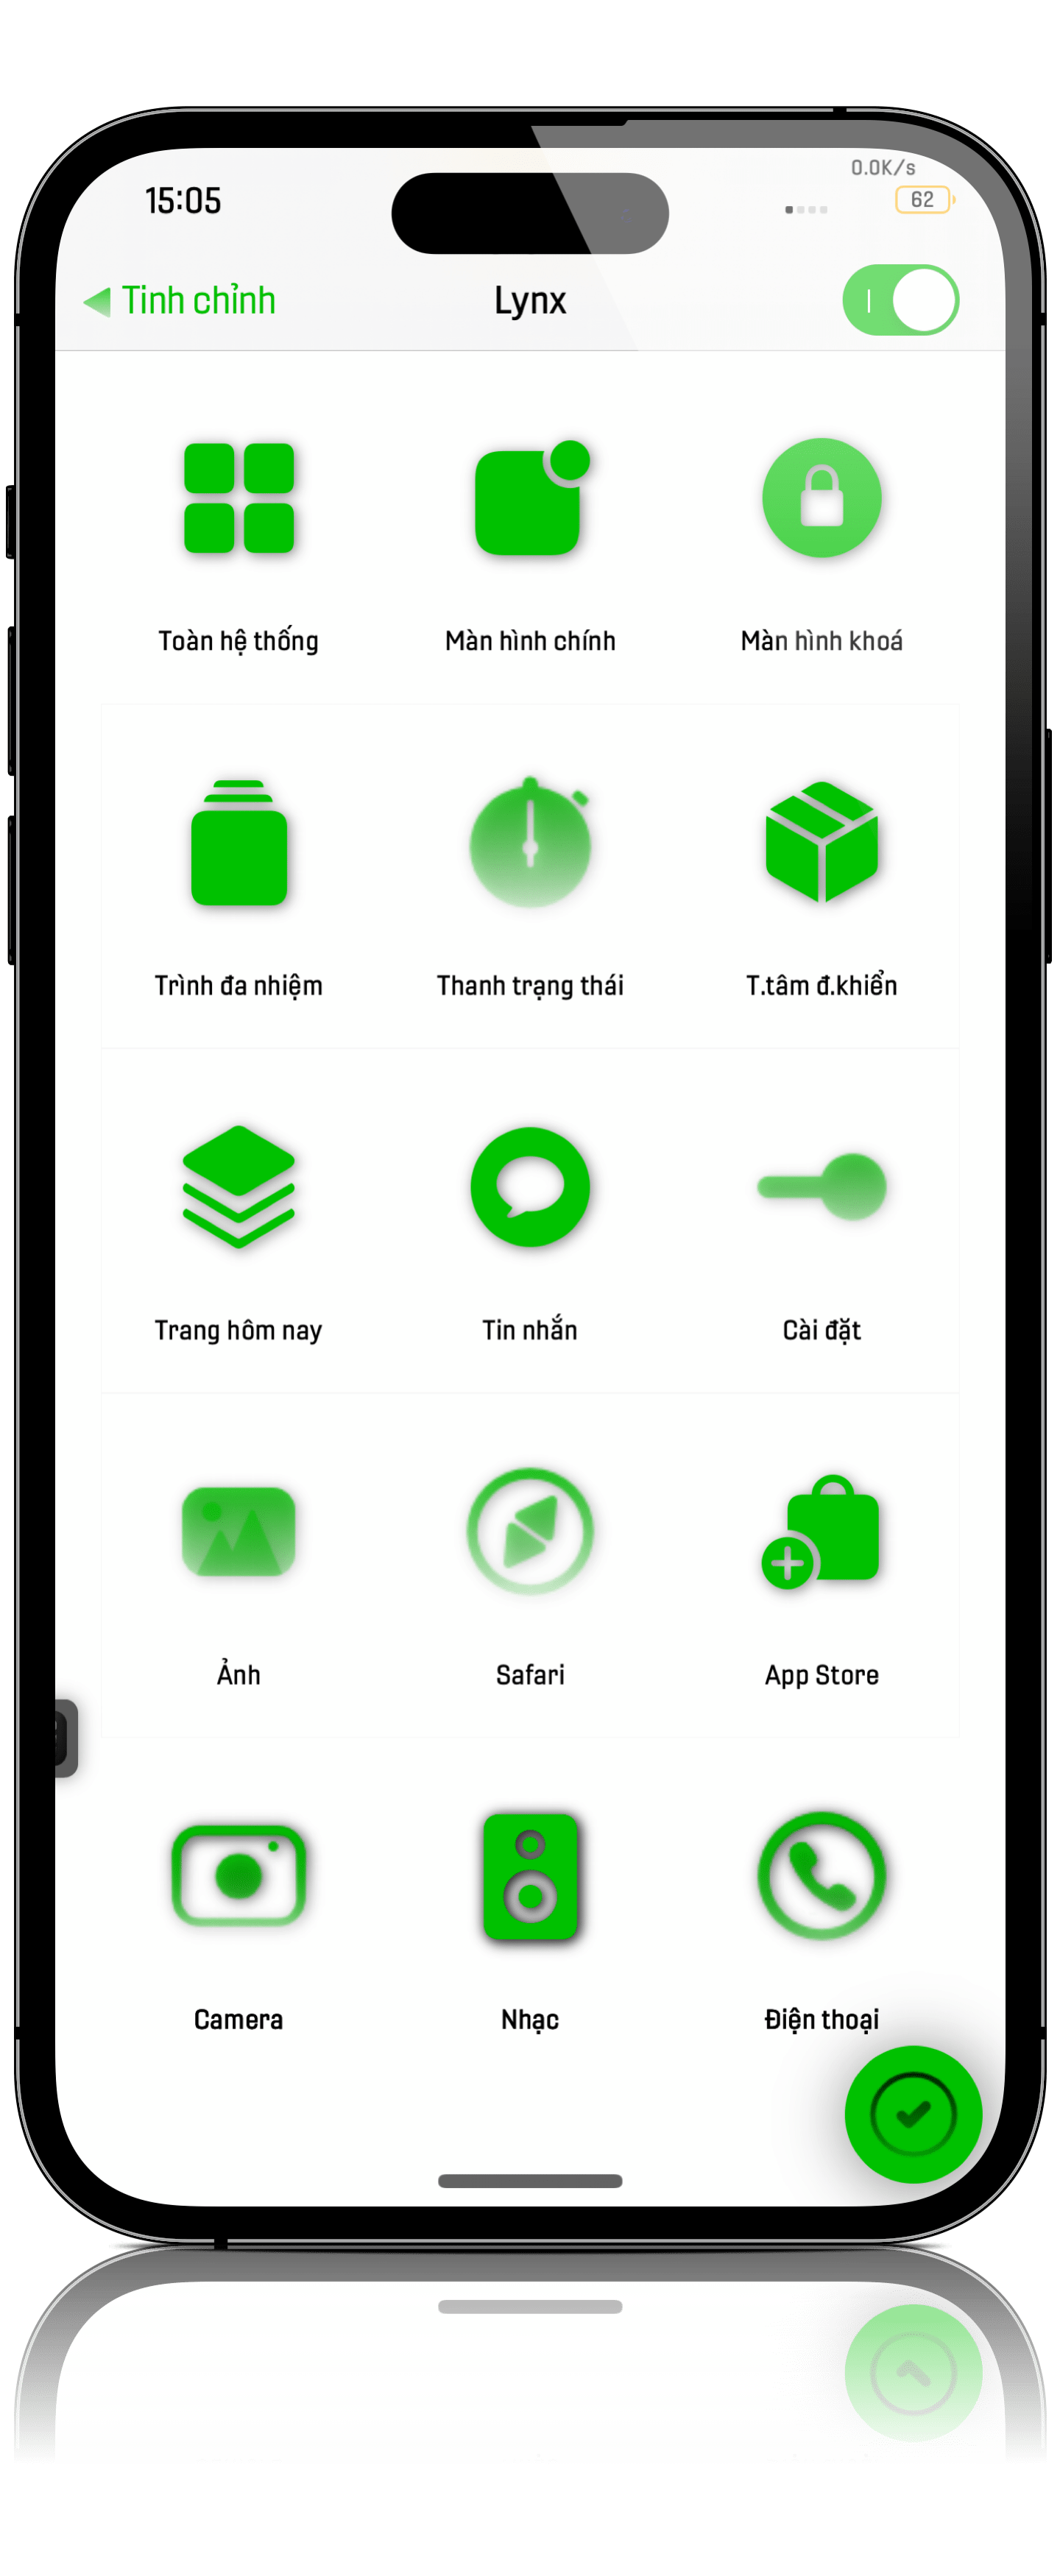 0.0K/s
15:05
62
Tinh chỉnh
Lynx
Toàn hệ thống
Màn hình chính
Màn hình khoá
Trình đa nhiệm
Thanh trạng thái
T.tâm đ.khiển
Trang hôm nay
Tin nhắn
Cài đặt
Ảnh
Safari
App Store
Camera
Nhạc
Điện thoại